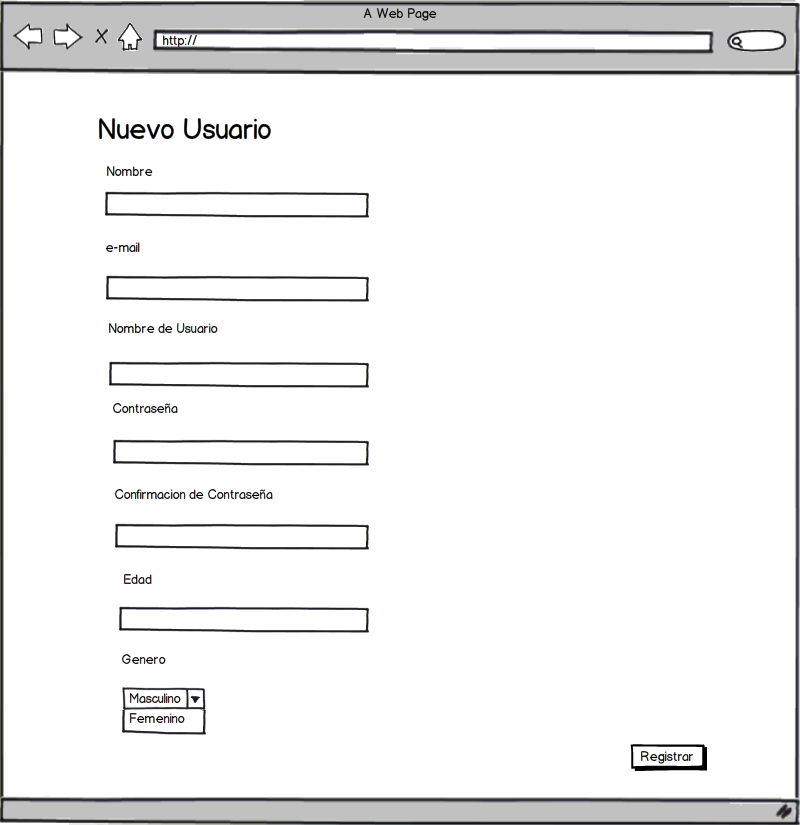 A Web Page
http://
Nuevo Usuario
Nombre
e-mail
Nombre de Usuario
Contraseña
Confirmacion de Contraseña
Edad
Genero
Masculino
Femenino
Registrar